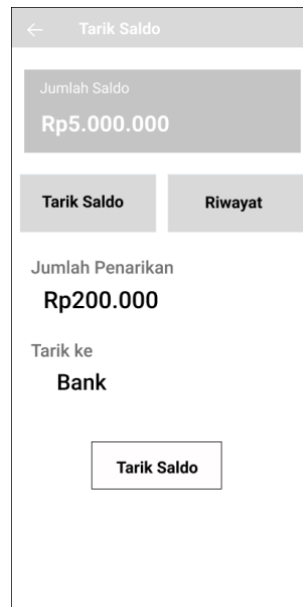 Tarik Saldo
Jumlah Saldo
Rp5.000.000
Tarik Saldo
Riwayat
Jumlah Penarikan
Rp200.000
Tarik ke
Bank
Tarik Saldo